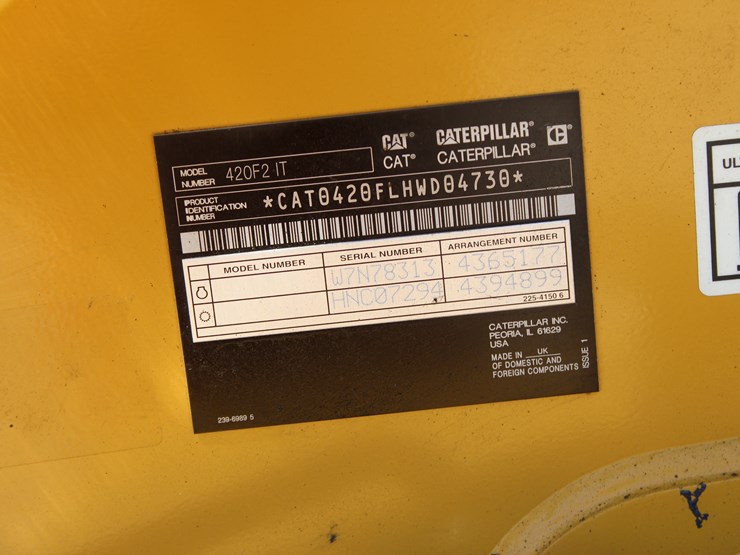 CAT® CATERPILLAR®
CAT® CATERPILLAR®
MODEL NUMBER 420F2 IT
PRODUCT IDENTIFICATION NUMBER *CAT0420FLHWD04730*
MODEL NUMBER SERIAL NUMBER ARRANGEMENT NUMBER
W7N78313 4365177
HNC07294 4394899
225-4150 6
CATERPILLAR INC.
PEORIA, IL 61629
USA
MADE IN UK
OF DOMESTIC AND
FOREIGN COMPONENTS
ISSUE 1
239-6989 5
UL